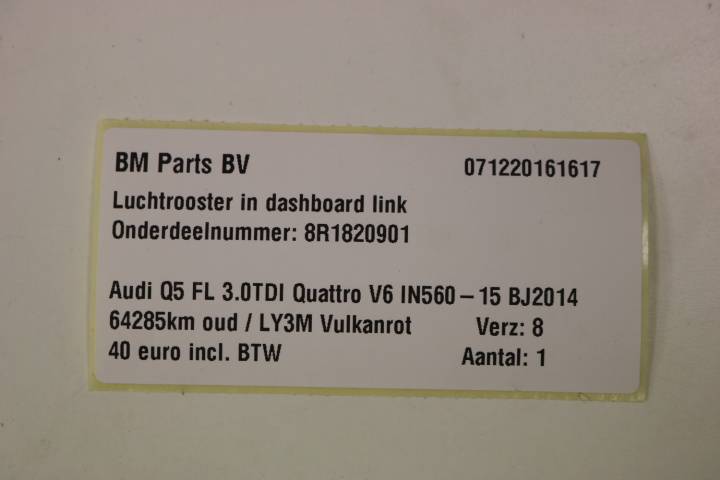 BM Parts BV 071220161617
Luchtrooster in dashboard link
Onderdeelnummer: 8R1820901
Audi Q5 FL 3.0TDI Quattro V6 IN560 – 15 BJ2014
64285km oud / LY3M Vulkanrot Verz: 8
40 euro incl. BTW Aantal: 1